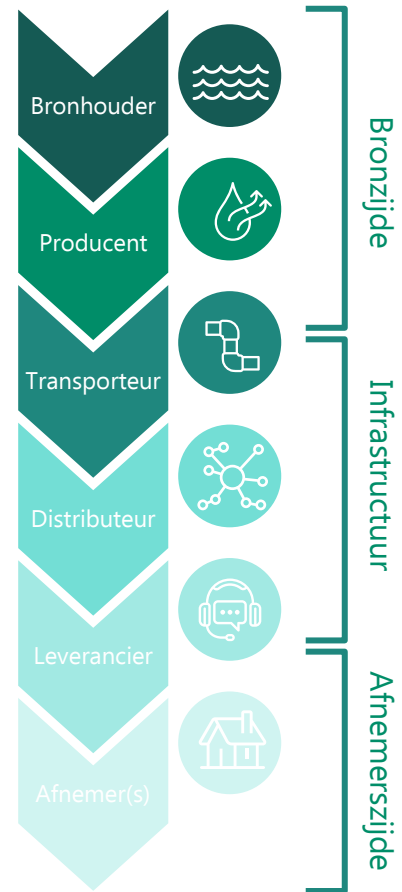 Bronhouder
Producent
Transporteur
Distributeur
Leverancier
Afnemer(s)
Bronzijde
Infrastructuur
Afnemerszijde